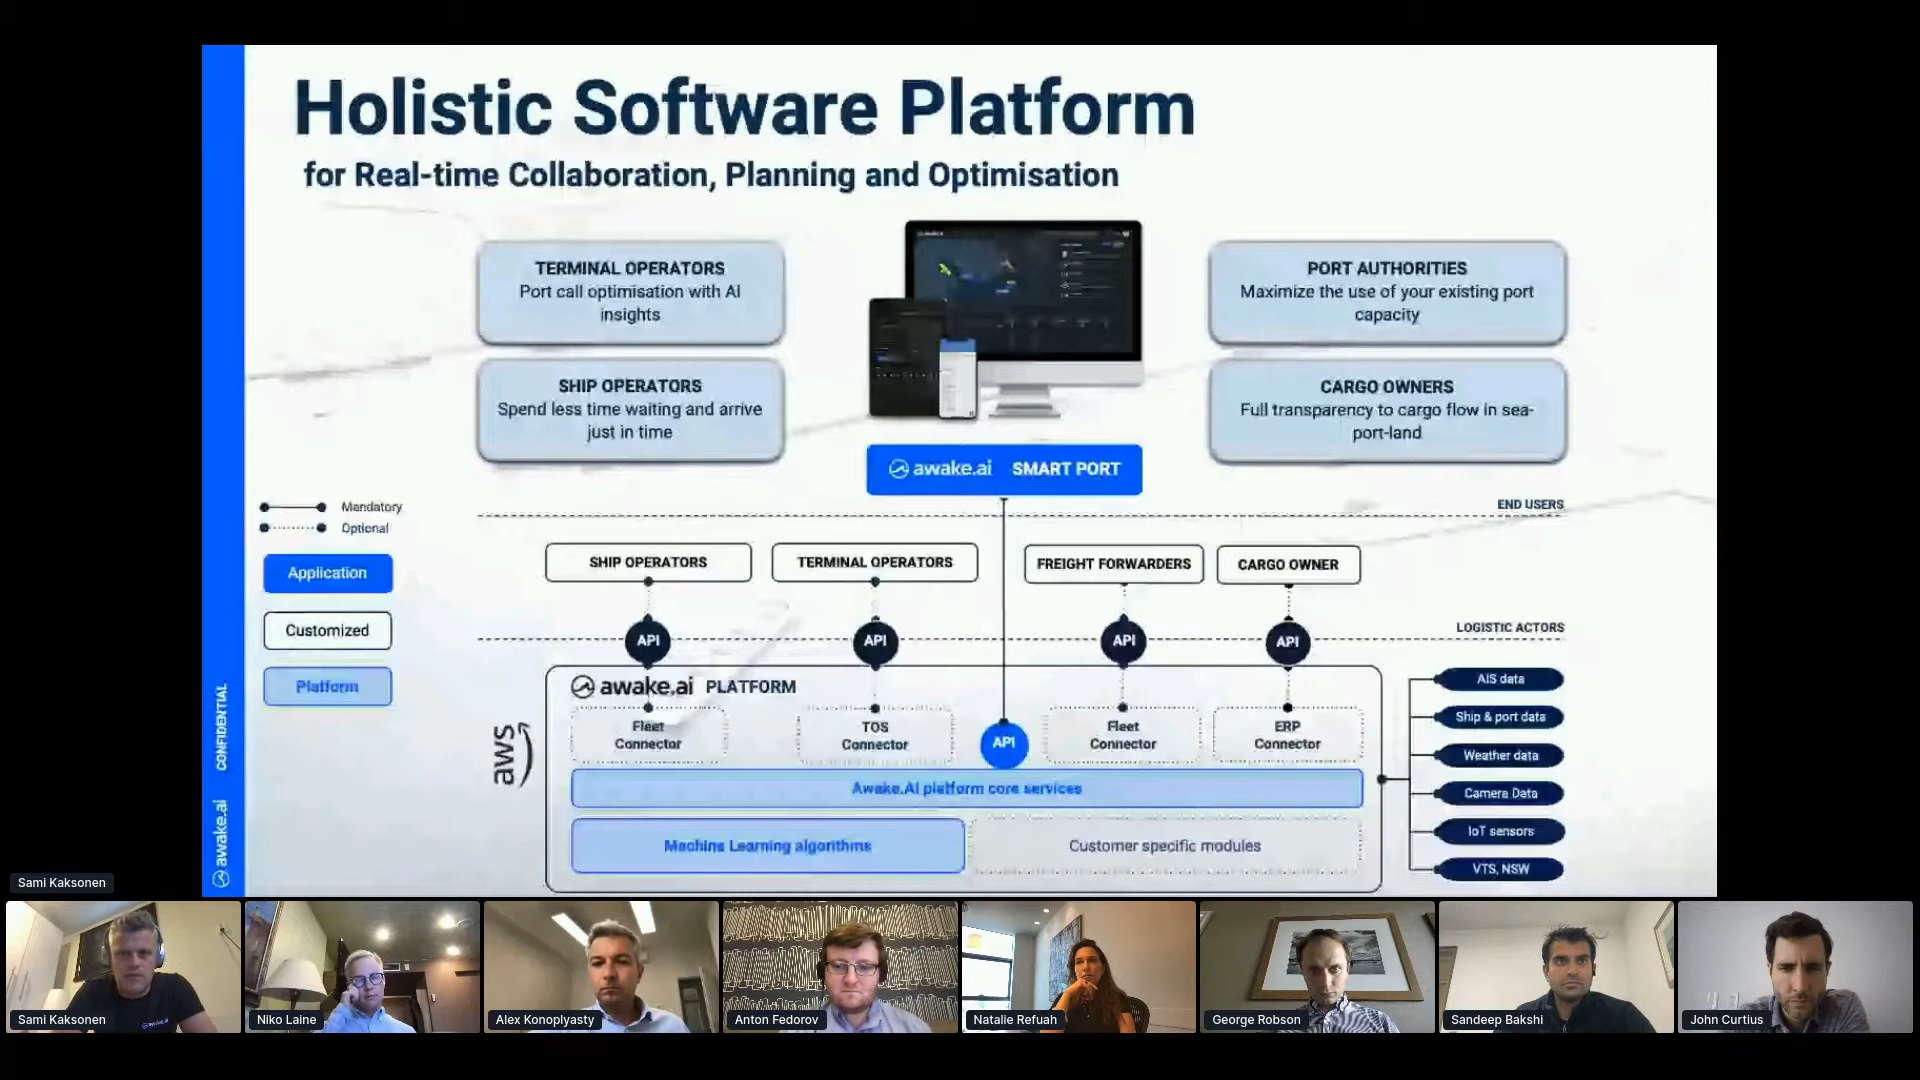 Holistic Software Platform
for Real-time Collaboration, Planning and Optimisation
TERMINAL OPERATORS
Port call optimisation with AI
insights
PORT AUTHORITIES
Maximize the use of your existing port
capacity
SHIP OPERATORS
Spend less time waiting and arrive
just in time
CARGO OWNERS
Full transparency to cargo flow in sea-
port-land
awake.ai SMART PORT
END USERS
Mandatory
Optional
Application
Customized
Platform
SHIP OPERATORS
TERMINAL OPERATORS
FREIGHT FORWARDERS
CARGO OWNER
LOGISTIC ACTORS
API
API
API
API
awake.ai PLATFORM
Fleet
Connector
TOS
Connector
API
Fleet
Connector
ERP
Connector
aws
Awake.AI platform core services
Machine Learning algorithms
Customer specific modules
AIS data
Ship & port data
Weather data
Camera Data
IoT sensors
VTS, NSW
awake.ai CONFIDENTIAL
Sami Kaksonen
Sami Kaksonen
Niko Laine
Alex Konoplyasty
Anton Fedorov
Natalie Refuah
George Robson
Sandeep Bakshi
John Curtius